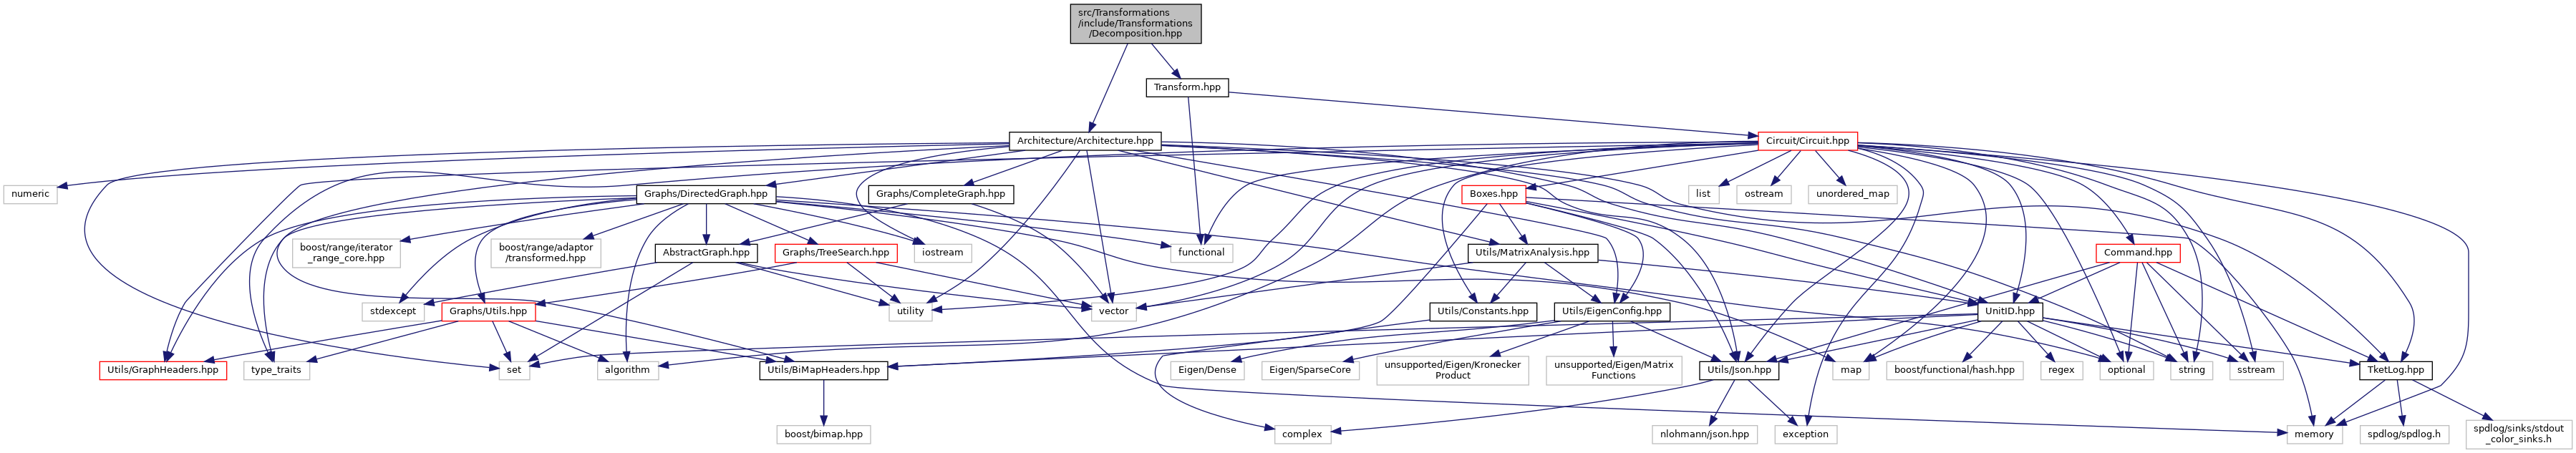 src/Transformations
/include/Transformations
/Decomposition.hpp
Transform.hpp
Architecture/Architecture.hpp
Circuit/Circuit.hpp
numeric
Graphs/DirectedGraph.hpp
Graphs/CompleteGraph.hpp
Boxes.hpp
list
ostream
unordered_map
boost/range/iterator
_range_core.hpp
boost/range/adaptor
/transformed.hpp
AbstractGraph.hpp
Graphs/TreeSearch.hpp
iostream
functional
Utils/MatrixAnalysis.hpp
Command.hpp
stdexcept
Graphs/Utils.hpp
utility
vector
Utils/Constants.hpp
Utils/EigenConfig.hpp
UnitID.hpp
Utils/GraphHeaders.hpp
type_traits
set
algorithm
Utils/BiMapHeaders.hpp
Eigen/Dense
Eigen/SparseCore
unsupported/Eigen/Kronecker
Product
unsupported/Eigen/Matrix
Functions
Utils/Json.hpp
map
boost/functional/hash.hpp
regex
optional
string
sstream
TketLog.hpp
boost/bimap.hpp
complex
nlohmann/json.hpp
exception
memory
spdlog/spdlog.h
spdlog/sinks/stdout
_color_sinks.h